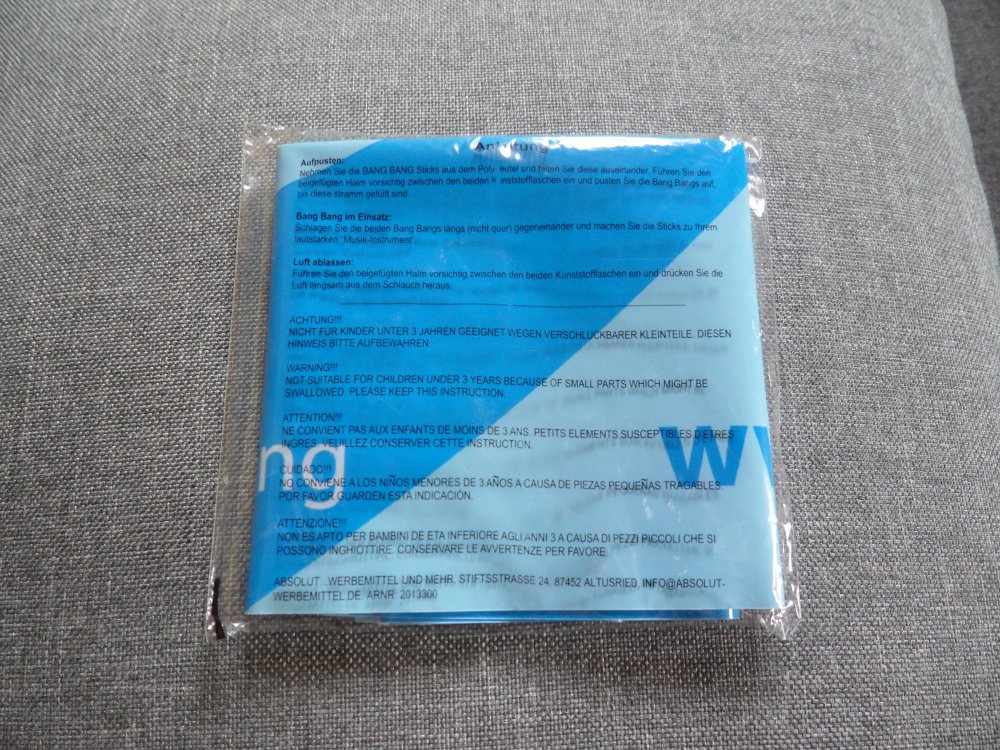 Anleitung
Aufpusten:
Nehmen Sie die BANG BANG Sticks aus dem Poly eutel und falten Sie diese auseinander. Führen Sie den
beigefügten Halm vorsichtig zwischen den beiden K nststofflaschen ein und pusten Sie die Bang Bangs auf,
bis diese stramm gefüllt sind.
Bang Bang im Einsatz:
Schlagen Sie die beiden Bang Bangs längs (nicht quer) gegeneinander und machen Sie die Sticks zu Ihrem
lautstarken "Musik-Instrument".
Luft ablassen:
Führen Sie den beigefügten Halm vorsichtig zwischen den beiden Kunststofflaschen ein und drücken Sie die
Luft langsam aus dem Schlauch heraus.
ACHTUNG!!!
NICHT FÜR KINDER UNTER 3 JAHREN GEEIGNET WEGEN VERSCHLUCKBARER KLEINTEILE. DIESEN
HINWEIS BITTE AUFBEWAHREN.
WARNING!!!
NOT SUITABLE FOR CHILDREN UNDER 3 YEARS BECAUSE OF SMALL PARTS WHICH MIGHT BE
SWALLOWED. PLEASE KEEP THIS INSTRUCTION.
ATTENTION!!!
NE CONVIENT PAS AUX ENFANTS DE MOINS DE 3 ANS. PETITS ELEMENTS SUSCEPTIBLES D'ETRES
INGRES. VEUILLEZ CONSERVER CETTE INSTRUCTION.
ng
w
CUIDADO!!!
NO CONVIENE A LOS NIÑOS MENORES DE 3 AÑOS A CAUSA DE PIEZAS PEQUEÑAS TRAGABLES.
POR FAVOR GUARDEN ESTA INDICACIÓN.
ATTENZIONE!!!
NON ES APTO PER BAMBINI DE ETA INFERIORE AGLI ANNI 3 A CAUSA DI PEZZI PICCOLI CHE SI
POSSONO INGHIOTTIRE. CONSERVARE LE AVVERTENZE PER FAVORE.
ABSOLUT...WERBEMITTEL UND MEHR. STIFTSSTRASSE 24, 87452 ALTUSRIED, INFO@ABSOLUT-
WERBEMITTEL.DE ARNR. 2013300